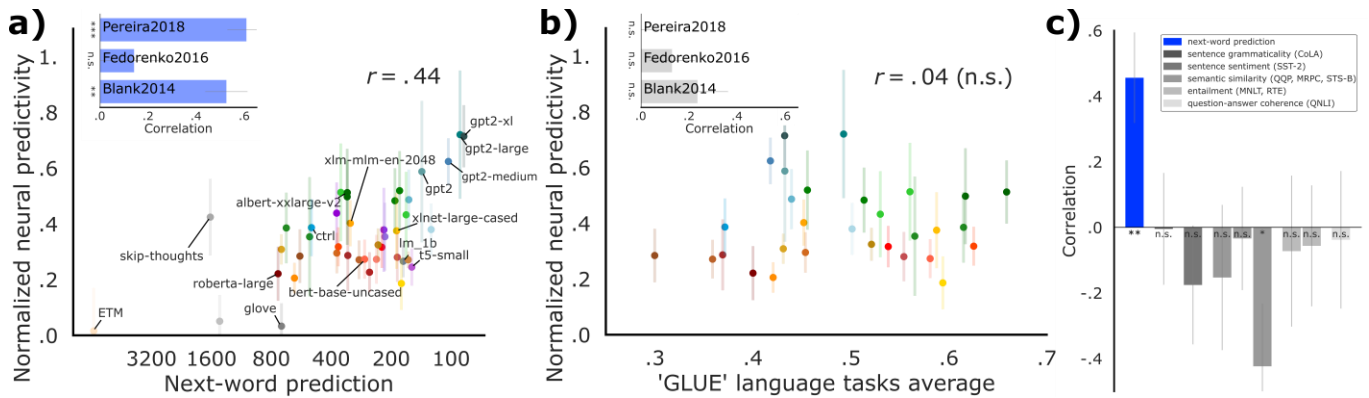 a)
Normalized neural predictivity
1.
.8
.6
.4
.2
.0
***
Pereira2018
n.s.
Fedorenko2016
**
Blank2014
.0 .2 .4 .6
Correlation
r = .44
gpt2-xl
gpt2-large
gpt2-medium
gpt2
xlm-mlm-en-2048
albert-xxlarge-v2
xlnet-large-cased
skip-thoughts
ctrl
lm_1b
t5-small
roberta-large
bert-base-uncased
ETM
glove
3200 1600 800 400 200 100
Next-word prediction
b)
Normalized neural predictivity
1.
.8
.6
.4
.2
.0
n.s.
Pereira2018
n.s.
Fedorenko2016
n.s.
Blank2014
.0 .2 .4 .6
Correlation
r = .04 (n.s.)
.3 .4 .5 .6 .7
'GLUE' language tasks average
c)
Correlation
.6
.4
.2
.0
-.2
-.4
next-word prediction
sentence grammaticality (CoLA)
sentence sentiment (SST-2)
semantic similarity (QQP, MRPC, STS-B)
entailment (MNLT, RTE)
question-answer coherence (QNLI)
** n.s. n.s. n.s. n.s. * n.s. n.s. n.s.